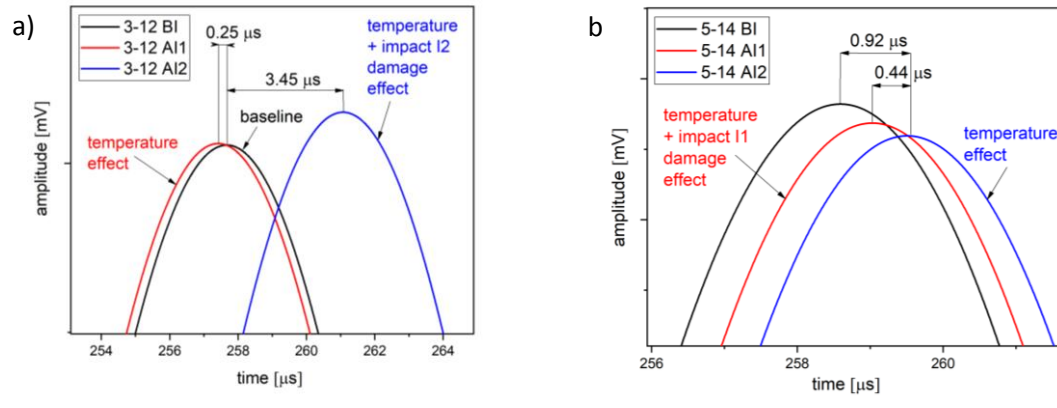 a)
3-12 BI
3-12 AI1
3-12 AI2
0.25 μs
3.45 μs
temperature
+ impact I2
damage
effect
baseline
temperature
effect
amplitude [mV]
254
256
258
260
262
264
time [μs]
b)
5-14 BI
5-14 AI1
5-14 AI2
0.92 μs
0.44 μs
temperature
+ impact I1
damage
effect
temperature
effect
amplitude [mV]
256
258
260
time [μs]